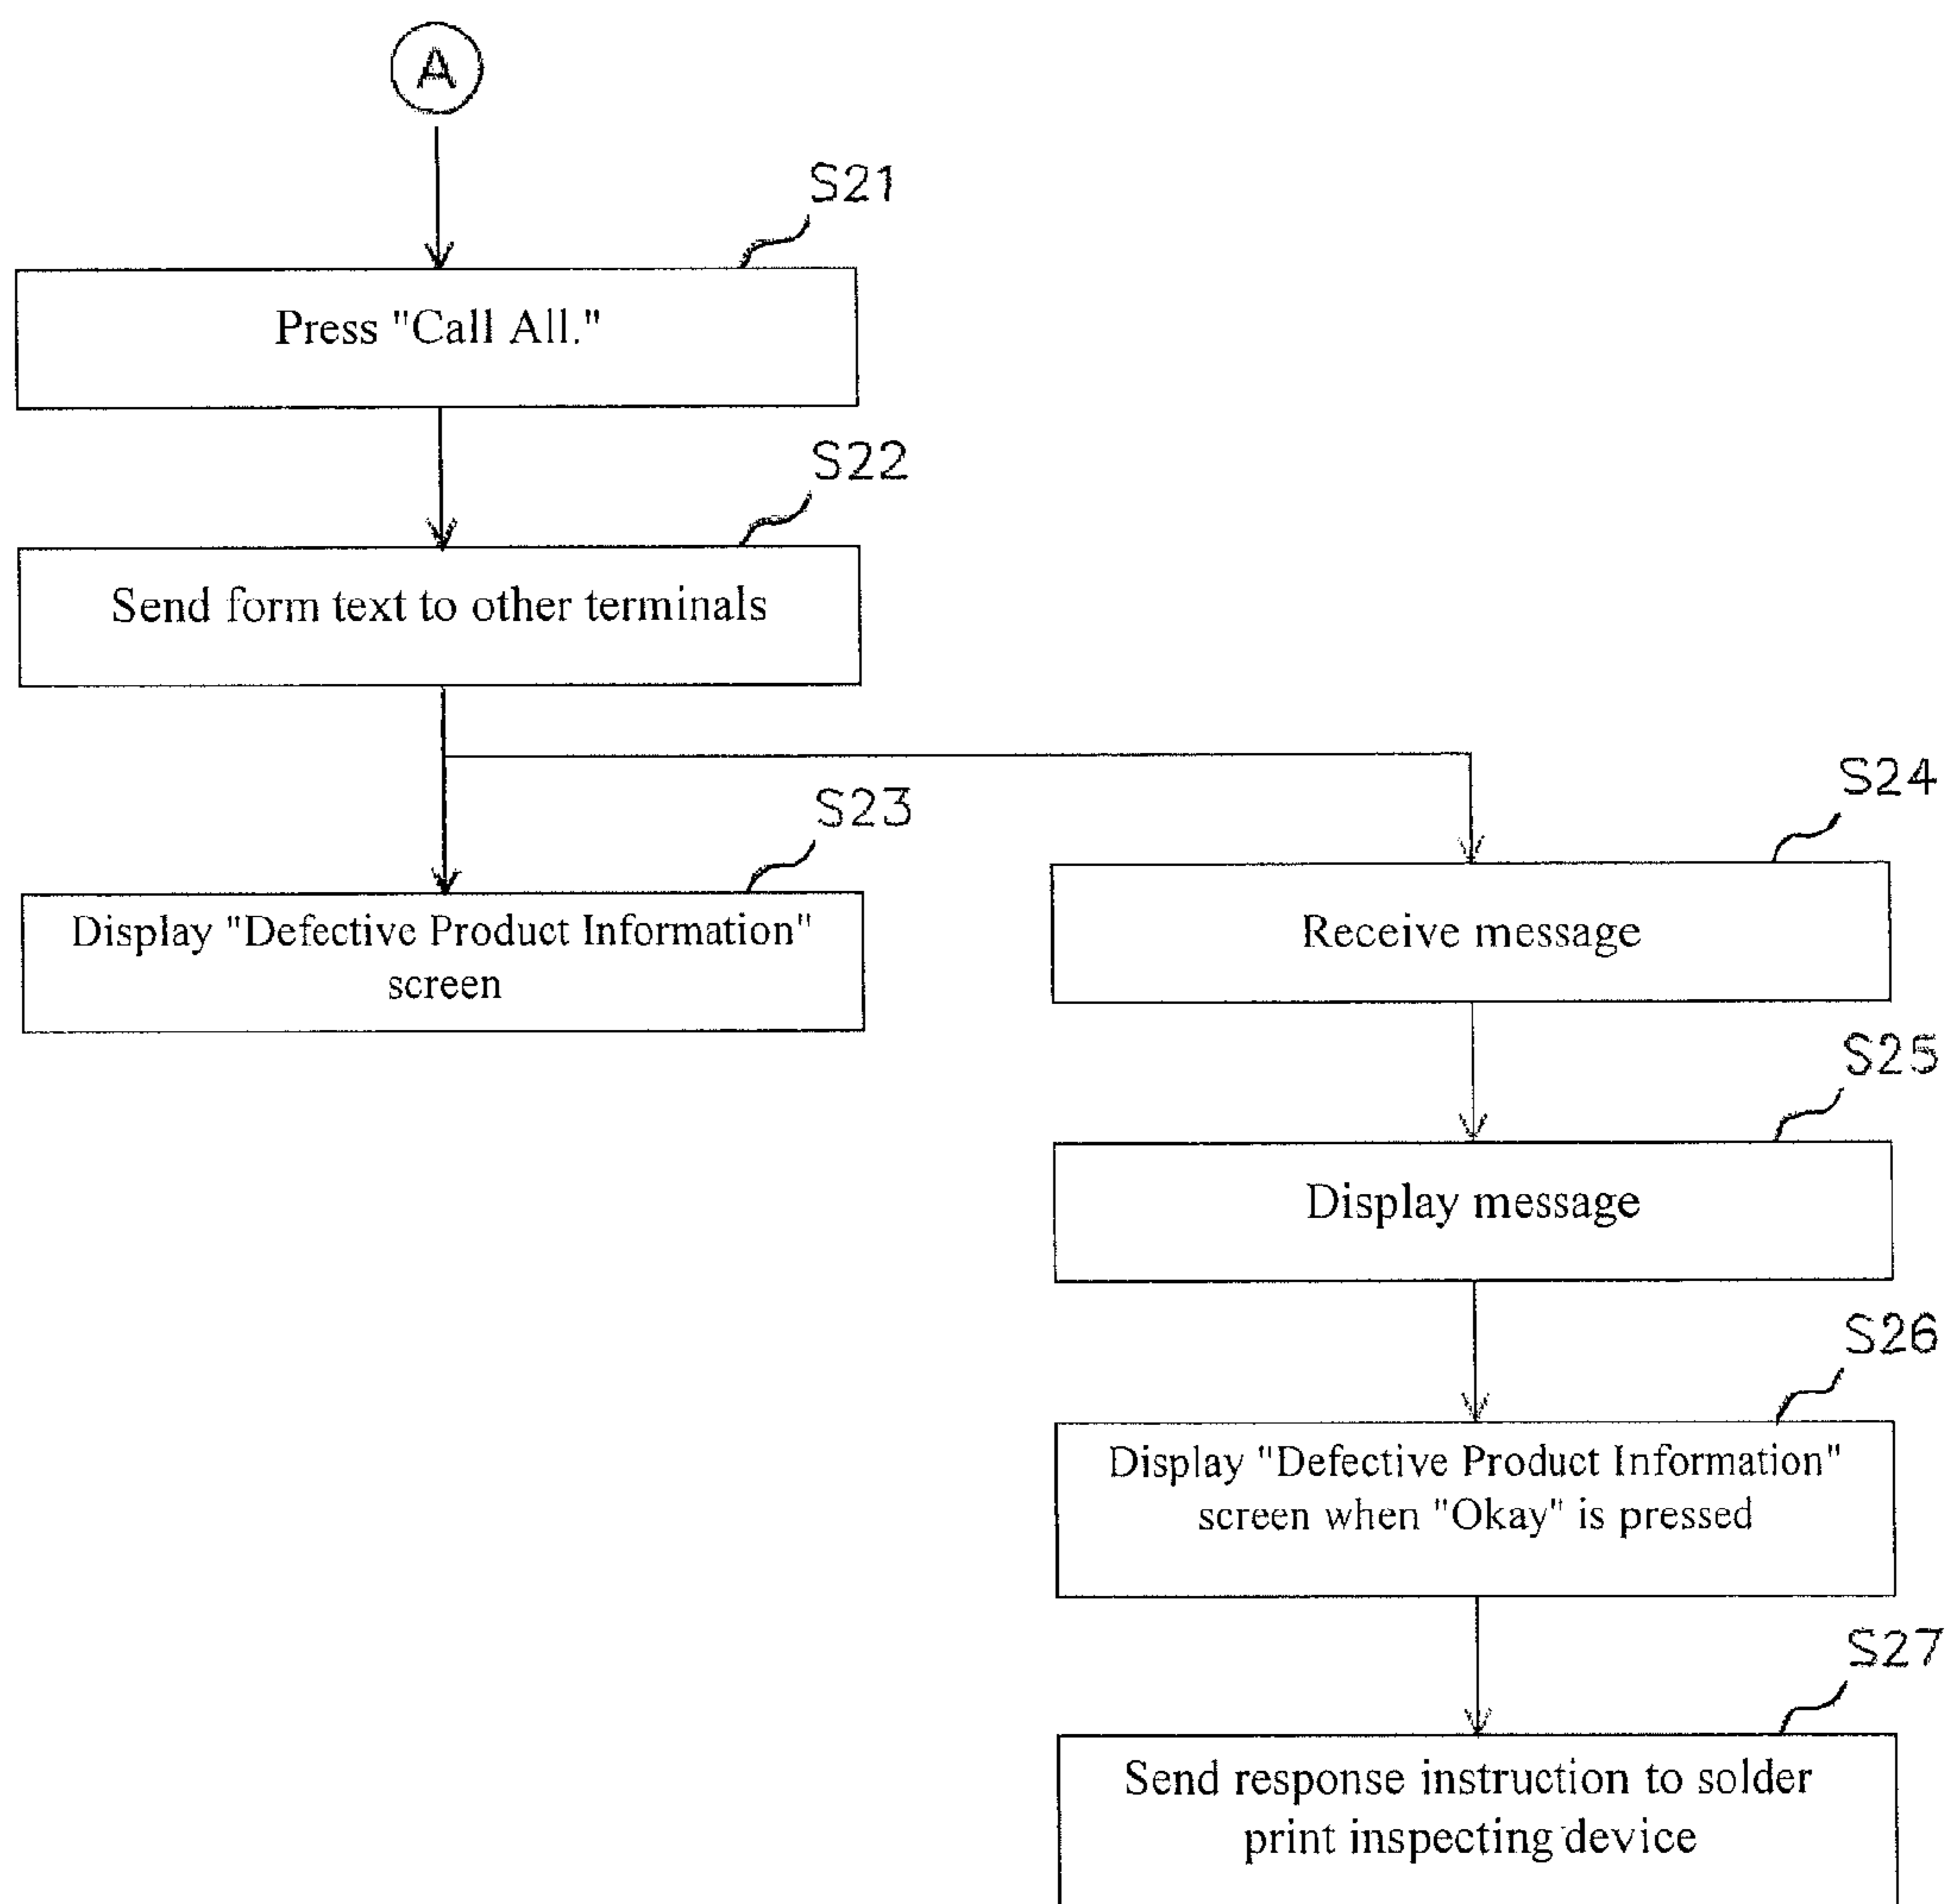 A
S21
Press "Call All."
S22
Send form text to other terminals
S23
Display "Defective Product Information"
screen
S24
Receive message
S25
Display message
S26
Display "Defective Product Information"
screen when "Okay" is pressed
S27
Send response instruction to solder
print inspecting device